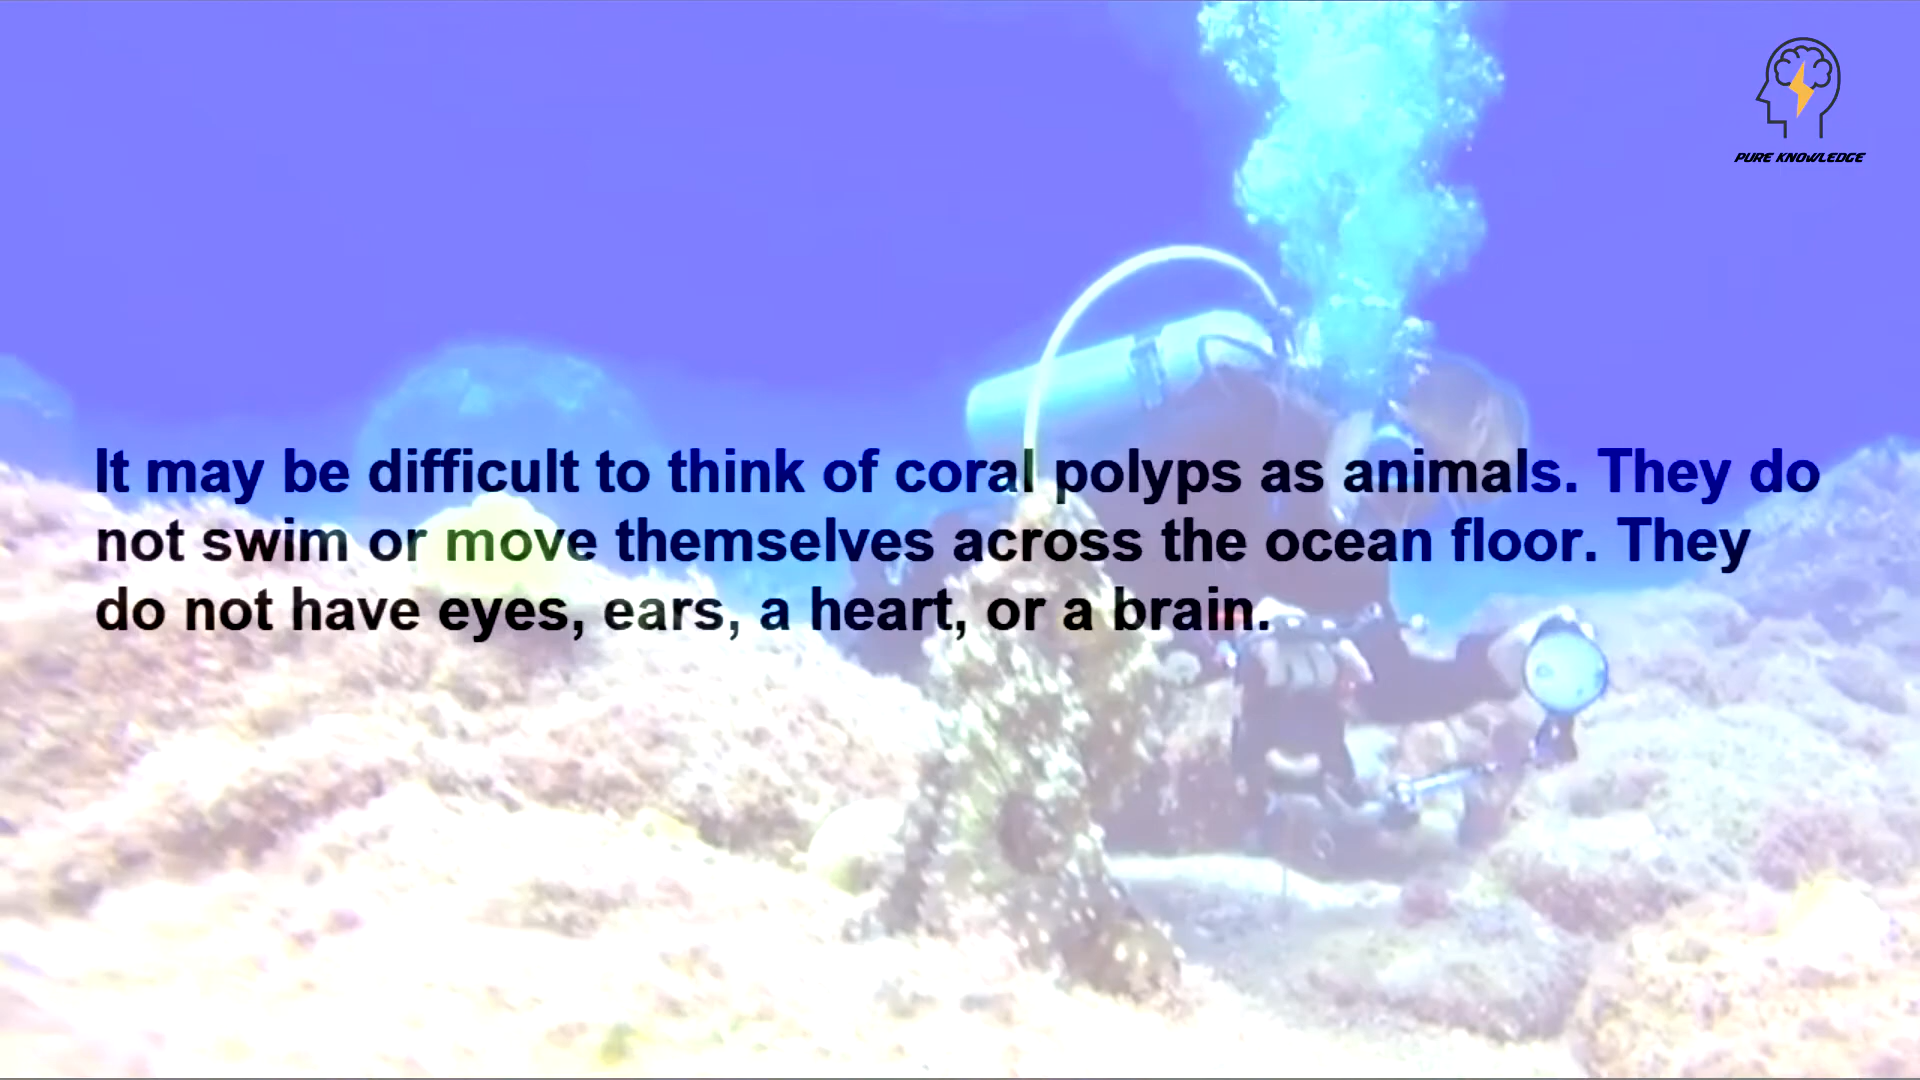 PURE KNOWLEDGE
It may be difficult to think of coral polyps as animals. They do
not swim or move themselves across the ocean floor. They
do not have eyes, ears, a heart, or a brain.